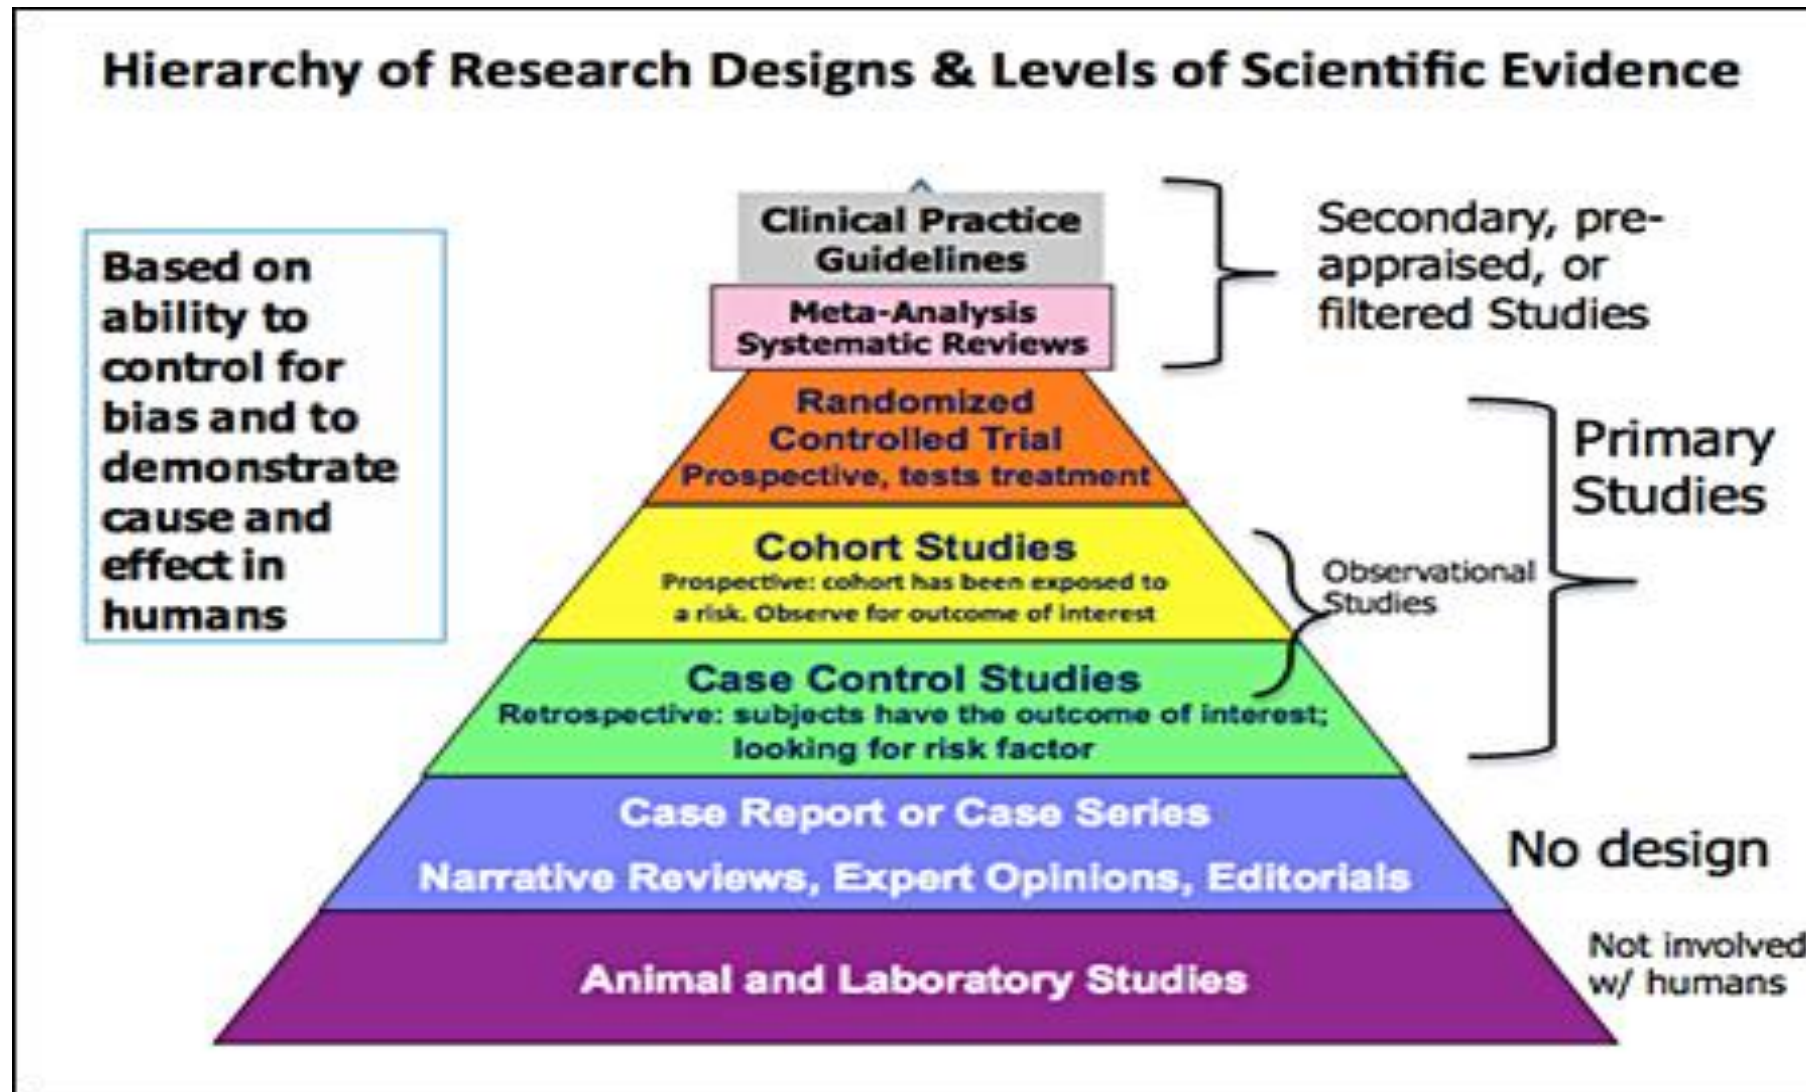 Hierarchy of Research Designs & Levels of Scientific Evidence
Based on
ability to
control for
bias and to
demonstrate
cause and
effect in
humans
Clinical Practice
Guidelines
Meta-Analysis
Systematic Reviews
Secondary, pre-
appraised, or
filtered Studies
Randomized
Controlled Trial
Prospective, tests treatment
Primary
Studies
Cohort Studies
Prospective: cohort has been exposed to
a risk. Observe for outcome of interest
Observational
Studies
Case Control Studies
Retrospective: subjects have the outcome of interest;
looking for risk factor
Case Report or Case Series
Narrative Reviews, Expert Opinions, Editorials
No design
Animal and Laboratory Studies
Not involved
w/ humans